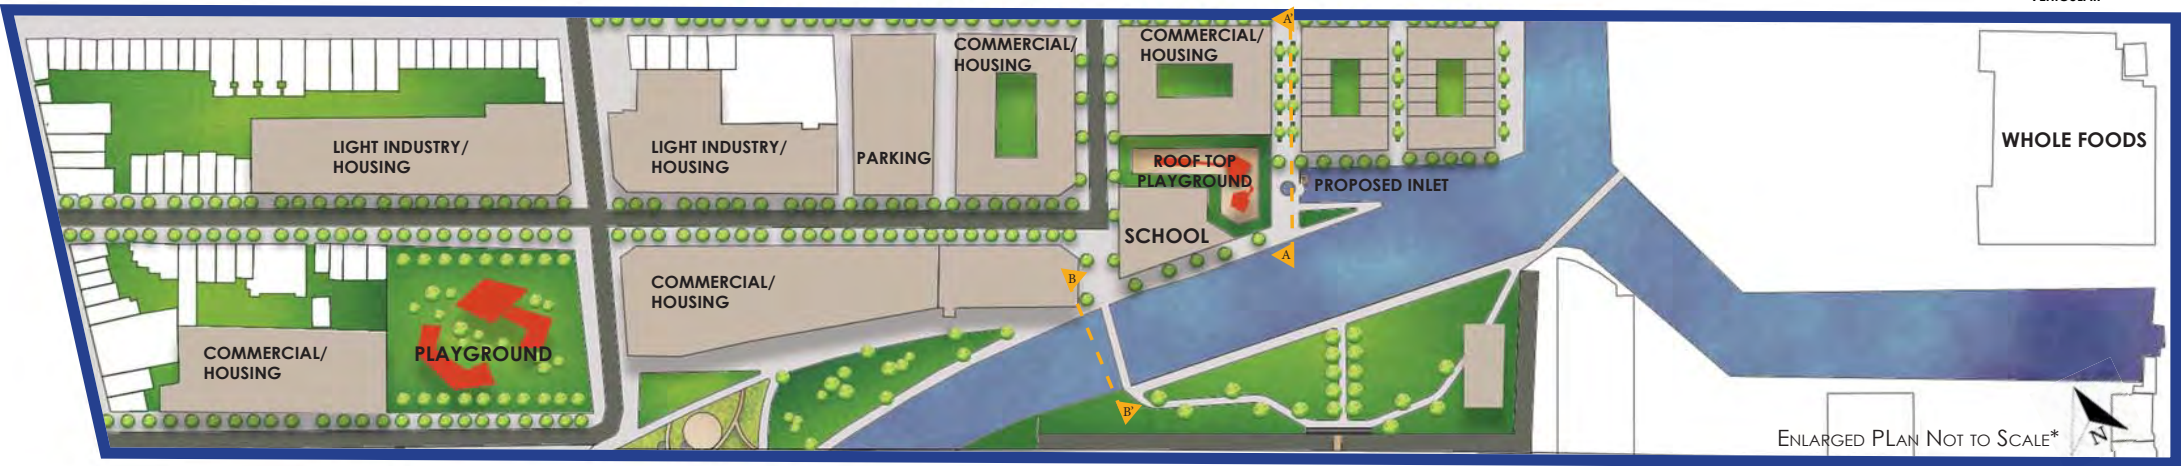 COMMERCIAL/
HOUSING
COMMERCIAL/
HOUSING
A'
WHOLE FOODS
LIGHT INDUSTRY/
HOUSING
LIGHT INDUSTRY/
HOUSING
PARKING
ROOF TOP
PLAYGROUND
PROPOSED INLET
SCHOOL
A
B
COMMERCIAL/
HOUSING
COMMERCIAL/
HOUSING
PLAYGROUND
B'
ENLARGED PLAN NOT TO SCALE*
N